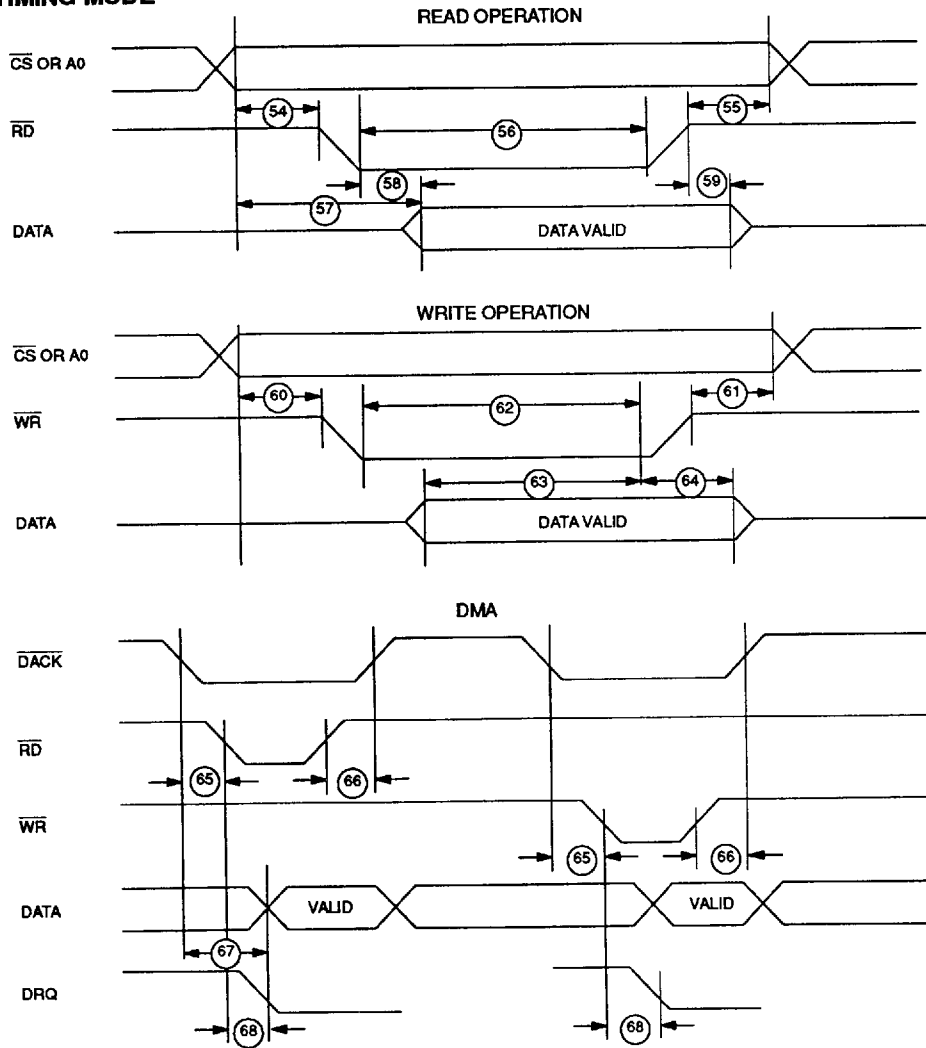 TIMING MODE
READ OPERATION
CS OR A0
54
55
RD
56
58
59
57
DATA
DATA VALID
WRITE OPERATION
CS OR A0
60
61
WR
62
63
64
DATA
DATA VALID
DMA
DACK
RD
65
66
WR
65
66
DATA
VALID
VALID
67
DRQ
68
68